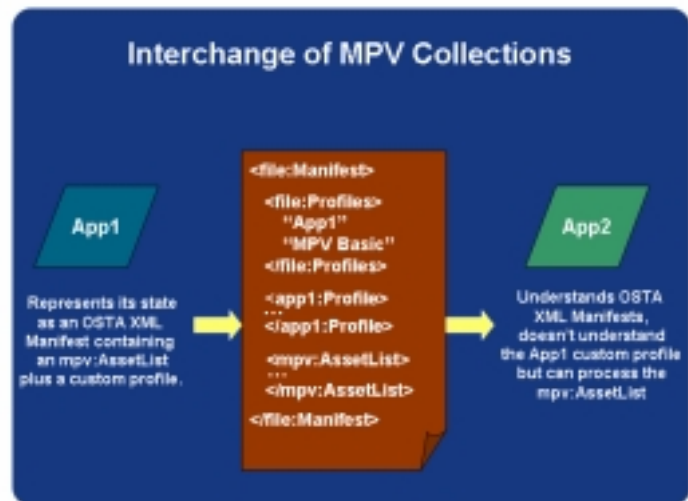 Interchange of MPV Collections
App1
Represents its state
as an OSTA XML
Manifest containing
an mpv:AssetList
plus a custom profile.
<file:Manifest>
<file:Profiles>
"App1"
"MPV Basic"
</file:Profiles>
<app1:Profile>
...
</app1:Profile>
<mpv:AssetList>
...
</mpv:AssetList>
</file:Manifest>
App2
Understands OSTA
XML Manifests,
doesn't understand
the App1 custom profile
but can process the
mpv:AssetList